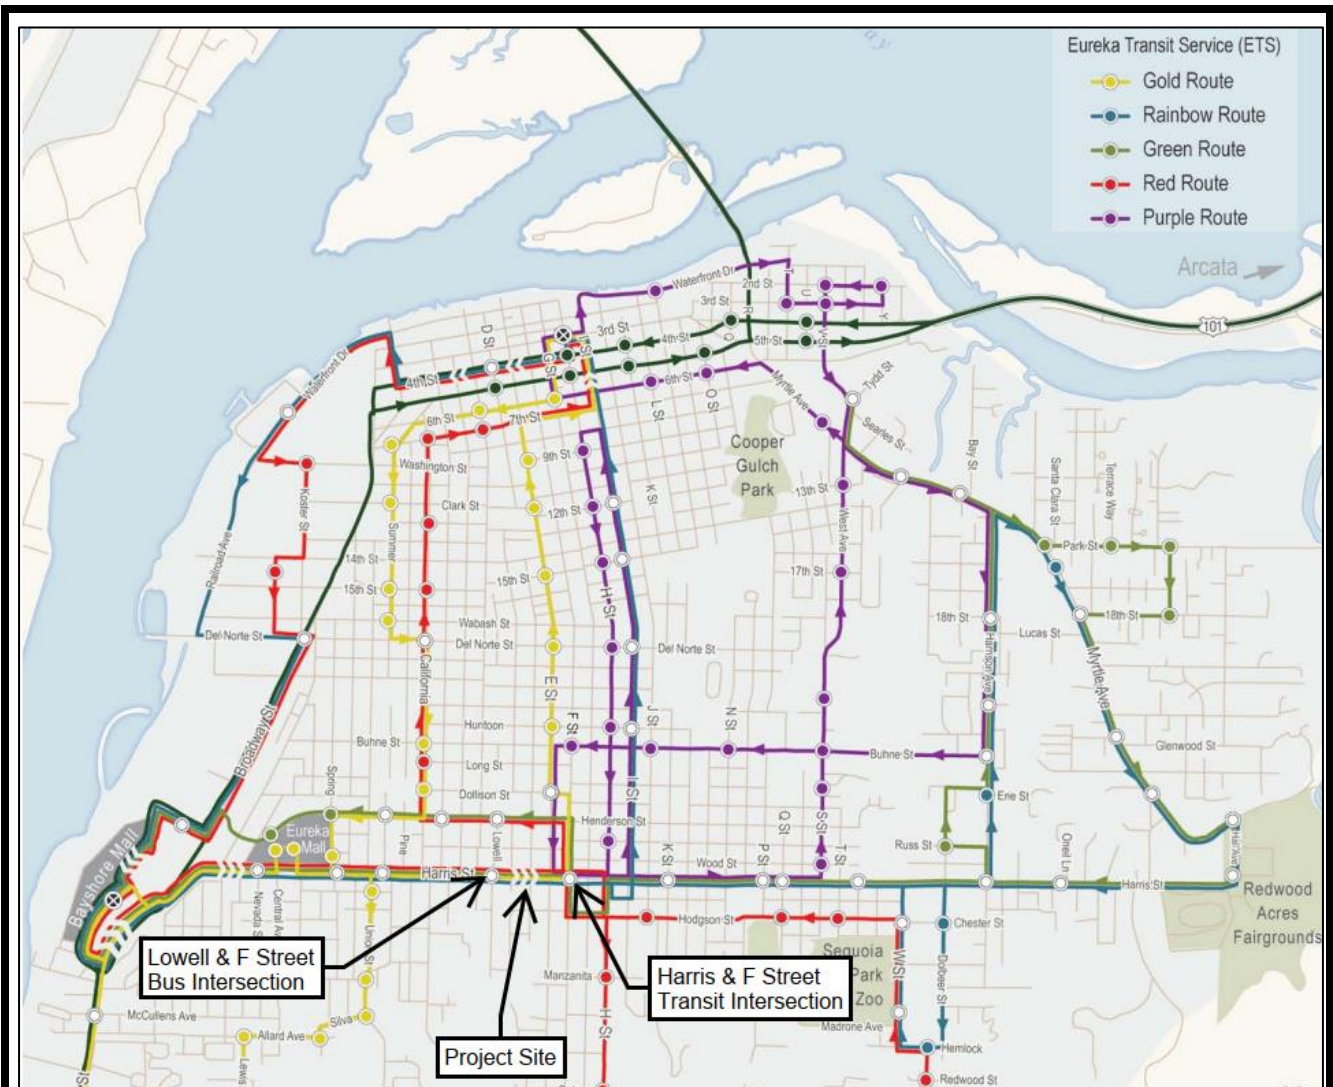 ay
Eureka Transit Service (ETS)
Gold Route
Rainbow Route
Green Route
Red Route
Purple Route
Arcata
101
Waterfront Dr
2nd St
T
U
V St
Y
3rd St
R
Q
D St
3rd St
4th St
5th St
G St
I St
Waterfront Dr
4th St
6th St
Myrtle Ave
Tydd St
6th St
7th St
L St
O St
Searles St
Cooper
Gulch
Park
Bay St
Santa Clara St
Terrace Way
Washington St
9th St
K St
13th St
Koster St
Clark St
12th St
West Ave
Park St
Railroad Ave
Summer
14th St
15th St
15th St
17th St
H St
18th St
18th St
Harrison Ave
Lucas St
Del Norte St
Wabash St
Del Norte St
Del Norte St
California
Myrtle Ave
E St
F St
J St
N St
Broadway St
Huntoon
Buhne St
Buhne St
Glenwood St
Long St
Spring
Dollison St
I St
Erie St
Q St
S St
Henderson St
Eureka
Mall
Pine
Lowell
Hall Ave
Bayshore Mall
Russ St
Oneil Ln
K St
Wood St
P St
T St
Harris St
Harris St
Nevada S
Central Av
Redwood
Acres
Fairgrounds
Hodgson St
Chester St
Union St
Lowell & F Street
Bus Intersection
Harris & F Street
Transit Intersection
Sequoia
Park
Zoo
W St
Dolbeer St
Manzanita
H St
McCullens Ave
Silva
Allard Ave
Madrone Ave
Hemlock
Project Site
Lewis
St
Redwood St